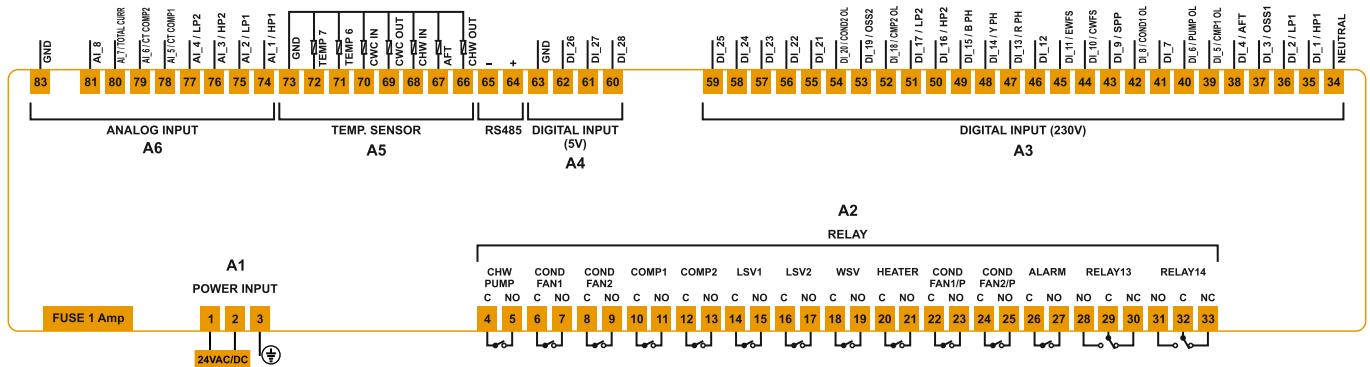 GND
AI_8
AI_7 / TOTAL CURR
AI_6 / CT COMP2
AI_5 / CT COMP1
AI_4 / LP2
AI_3 / HP2
AI_2 / LP1
AI_1 / HP1
GND
TEMP 7
TEMP 6
CWC IN
CWC OUT
CHW IN
AFT
CHW OUT
- +
GND
DI_26
DI_27
DI_28
DI_25
DI_24
DI_23
DI_22
DI_21
DI_20 / COND2 OL
DI_19 / OSS2
DI_18 / CMP2 OL
DI_17 / LP2
DI_16 / HP2
DI_15 / B PH
DI_14 / Y PH
DI_13 / R PH
DI_12
DI_11 / EWFS
DI_10 / CWFS
DI_9 / SPP
DI_8 / COND1 OL
DI_7
DI_6 / PUMP OL
DI_5 / CMP1 OL
DI_4 / AFT
DI_3 / OSS1
DI_2 / LP1
DI_1 / HP1
NEUTRAL
83 81 80 79 78 77 76 75 74 73 72 71 70 69 68 67 66 65 64 63 62 61 60 59 58 57 56 55 54 53 52 51 50 49 48 47 46 45 44 43 42 41 40 39 38 37 36 35 34
ANALOG INPUT
A6
TEMP. SENSOR
A5
RS485
DIGITAL INPUT
(5V)
A4
DIGITAL INPUT (230V)
A3
A2
RELAY
A1
POWER INPUT
CHW
PUMP
COND
FAN1
COND
FAN2
COMP1
COMP2
LSV1
LSV2
WSV
HEATER
COND
FAN1/P
COND
FAN2/P
ALARM
RELAY13
RELAY14
C NO C NO C NO C NO C NO C NO C NO C NO C NO C NO C NO C NO NO C NC NO C NC
FUSE 1 Amp
1 2 3
4 5 6 7 8 9 10 11 12 13 14 15 16 17 18 19 20 21 22 23 24 25 26 27 28 29 30 31 32 33
24VAC/DC